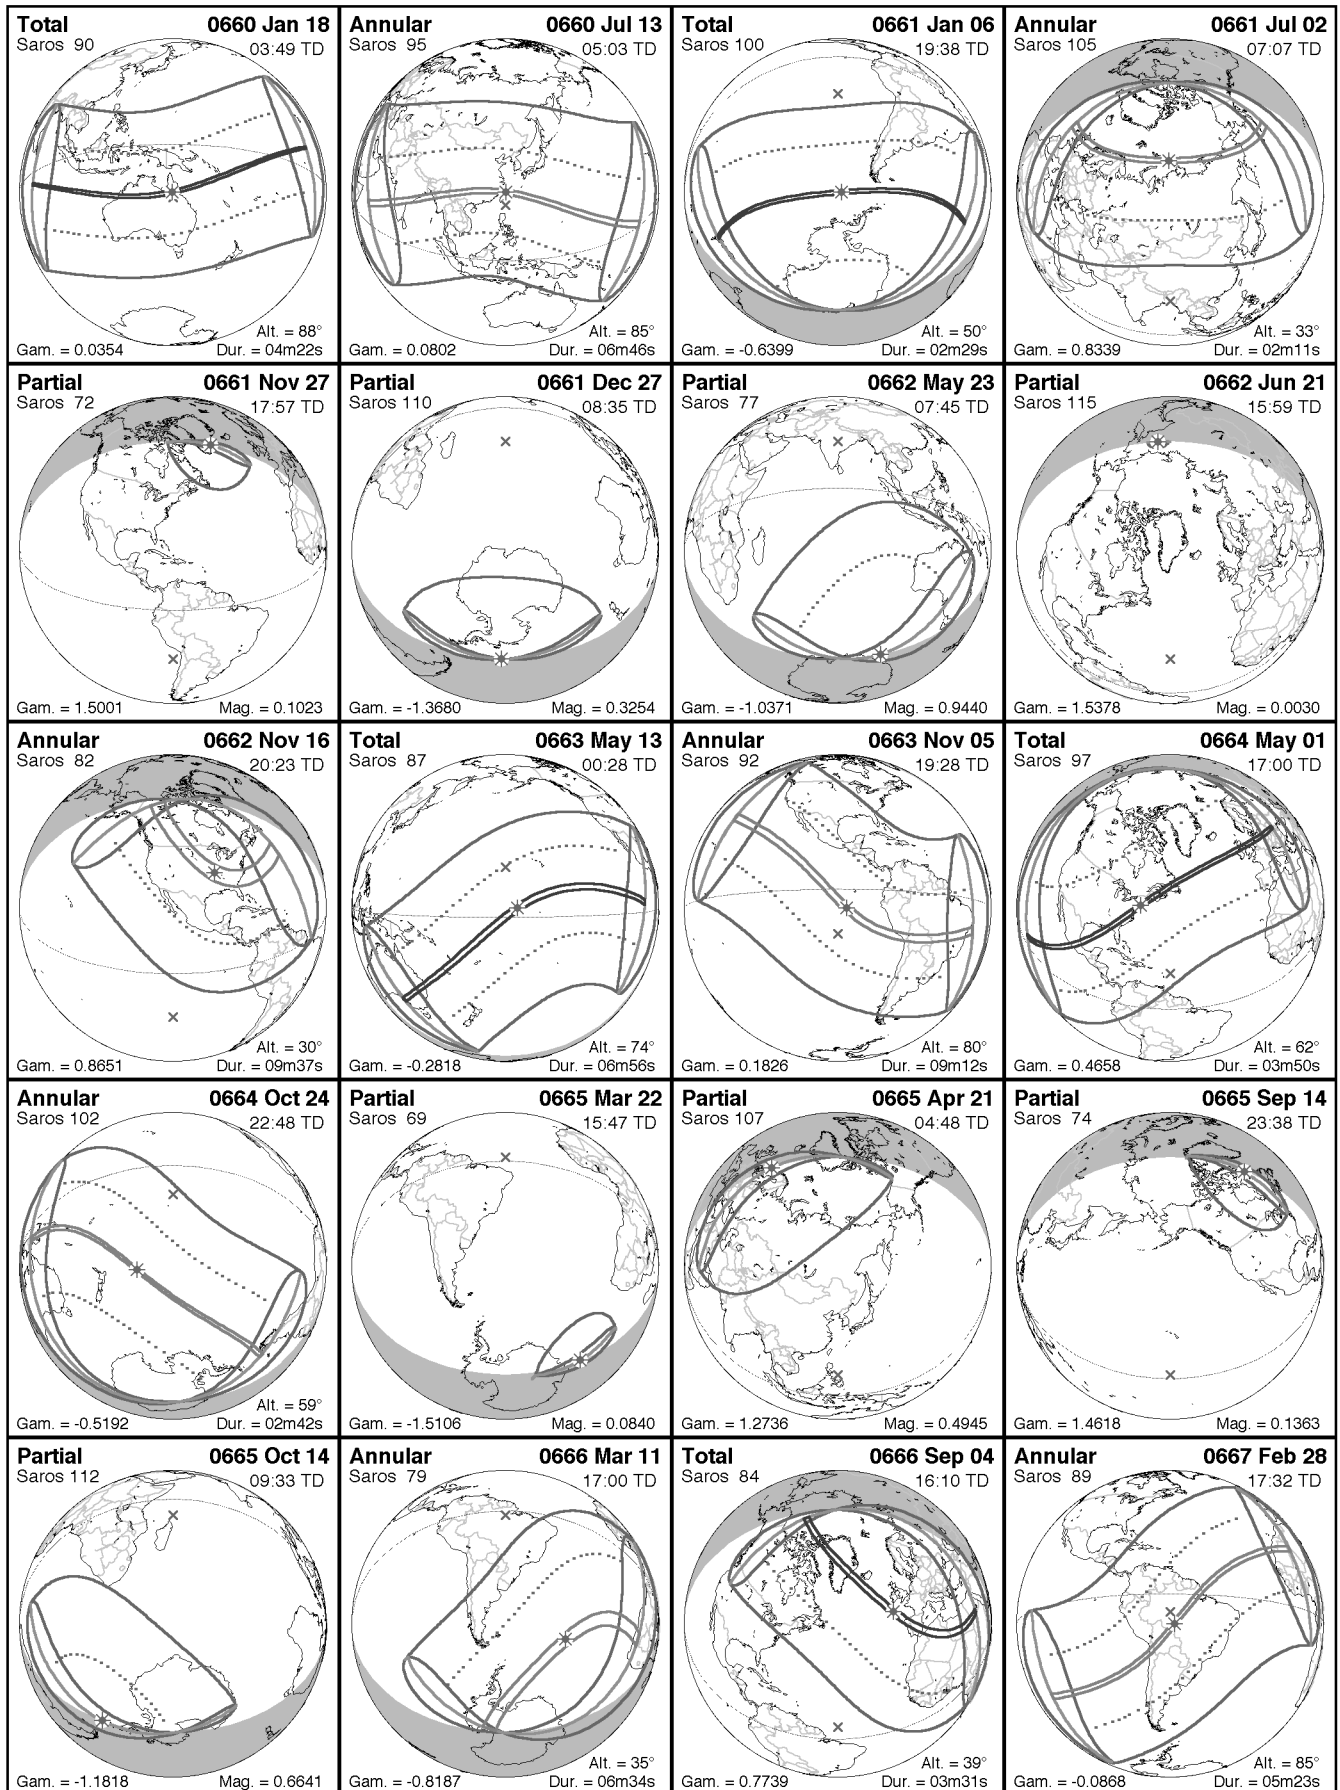 Total 0660 Jan 18
Saros 90 03:49 TD
Alt. = 88°
Gam. = 0.0354 Dur. = 04m22s
Annular 0660 Jul 13
Saros 95 05:03 TD
Alt. = 85°
Gam. = 0.0802 Dur. = 06m46s
Total 0661 Jan 06
Saros 100 19:38 TD
Alt. = 50°
Gam. = -0.6399 Dur. = 02m29s
Annular 0661 Jul 02
Saros 105 07:07 TD
Alt. = 33°
Gam. = 0.8339 Dur. = 02m11s
Partial 0661 Nov 27
Saros 72 17:57 TD
Gam. = 1.5001 Mag. = 0.1023
Partial 0661 Dec 27
Saros 110 08:35 TD
Gam. = -1.3680 Mag. = 0.3254
Partial 0662 May 23
Saros 77 07:45 TD
Gam. = -1.0371 Mag. = 0.9440
Partial 0662 Jun 21
Saros 115 15:59 TD
Gam. = 1.5378 Mag. = 0.0030
Annular 0662 Nov 16
Saros 82 20:23 TD
Alt. = 30°
Gam. = 0.8651 Dur. = 09m37s
Total 0663 May 13
Saros 87 00:28 TD
Alt. = 74°
Gam. = -0.2818 Dur. = 06m56s
Annular 0663 Nov 05
Saros 92 19:28 TD
Alt. = 80°
Gam. = 0.1826 Dur. = 09m12s
Total 0664 May 01
Saros 97 17:00 TD
Alt. = 62°
Gam. = 0.4658 Dur. = 03m50s
Annular 0664 Oct 24
Saros 102 22:48 TD
Alt. = 59°
Gam. = -0.5192 Dur. = 02m42s
Partial 0665 Mar 22
Saros 69 15:47 TD
Gam. = -1.5106 Mag. = 0.0840
Partial 0665 Apr 21
Saros 107 04:48 TD
Gam. = 1.2736 Mag. = 0.4945
Partial 0665 Sep 14
Saros 74 23:38 TD
Gam. = 1.4618 Mag. = 0.1363
Partial 0665 Oct 14
Saros 112 09:33 TD
Gam. = -1.1818 Mag. = 0.6641
Annular 0666 Mar 11
Saros 79 17:00 TD
Alt. = 35°
Gam. = -0.8187 Dur. = 06m34s
Total 0666 Sep 04
Saros 84 16:10 TD
Alt. = 39°
Gam. = 0.7739 Dur. = 03m31s
Annular 0667 Feb 28
Saros 89 17:32 TD
Alt. = 85°
Gam. = -0.0868 Dur. = 05m23s